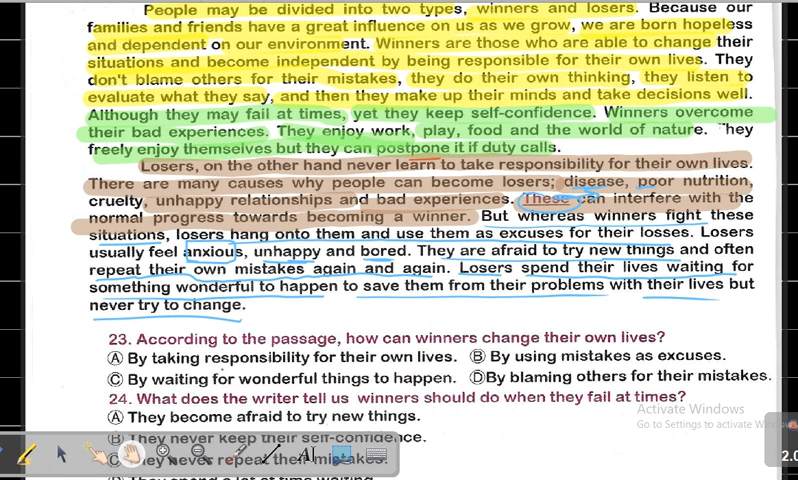 People may be divided into two types, winners and losers. Because our
families and friends have a great influence on us as we grow, we are born hopeless
and dependent on our environment. Winners are those who are able to change their
situations and become independent by being responsible for their own lives. They
don't blame others for their mistakes, they do their own thinking, they listen to
evaluate what they say, and then they make up their minds and take decisions well.
Although they may fail at times, yet they keep self-confidence. Winners overcome
their bad experiences. They enjoy work, play, food and the world of nature. They
freely enjoy themselves but they can postpone it if duty calls.
Losers, on the other hand never learn to take responsibility for their own lives.
There are many causes why people can become losers; disease, poor nutrition,
cruelty, unhappy relationships and bad experiences. These can interfere with the
normal progress towards becoming a winner. But whereas winners fight these
situations, losers hang onto them and use them as excuses for their losses. Losers
usually feel anxious, unhappy and bored. They are afraid to try new things and often
repeat their own mistakes again and again. Losers spend their lives waiting for
something wonderful to happen to save them from their problems with their lives but
never try to change.
23. According to the passage, how can winners change their own lives?
Ⓐ By taking responsibility for their own lives. Ⓑ By using mistakes as excuses.
Ⓒ By waiting for wonderful things to happen. ⒹBy blaming others for their mistakes.
24. What does the writer tell us winners should do when they fail at times?
Ⓐ They become afraid to try new things.
Activate Windows
Go to Settings to activate Windows.
Ⓑ They never keep their self-confidence.
Ⓒ They never repeat their mistakes.
AI
2.0